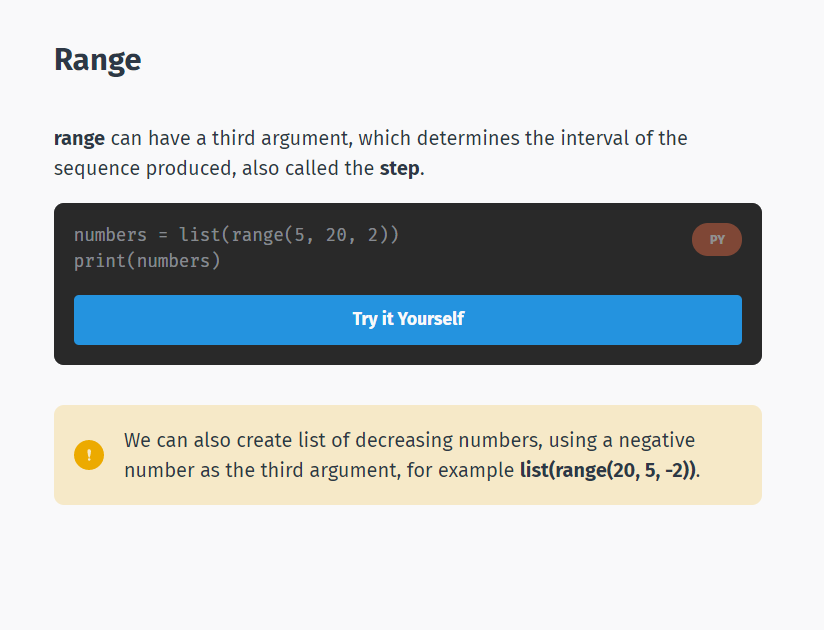 Range
range can have a third argument, which determines the interval of the
sequence produced, also called the step.
numbers = list(range(5, 20, 2))
PY
print(numbers)
Try it Yourself
!
We can also create list of decreasing numbers, using a negative
number as the third argument, for example list(range(20, 5, -2)).